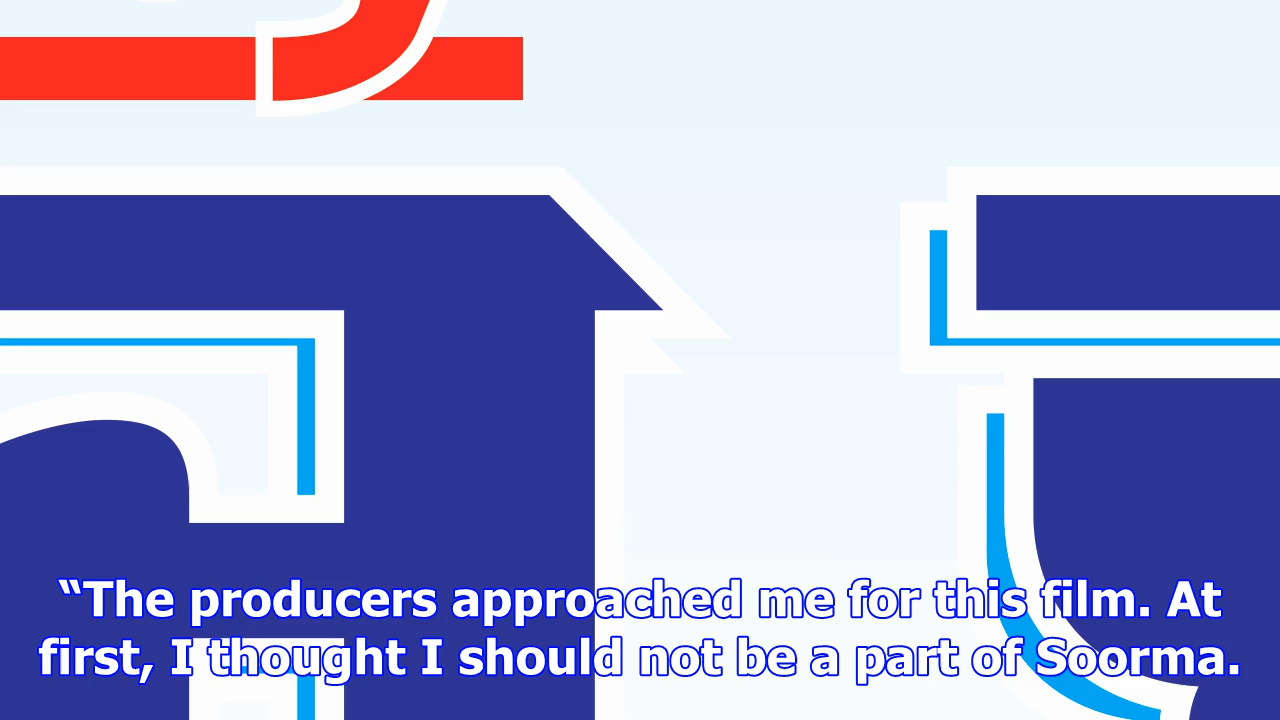 “The producers approached me for this film. At
first, I thought I should not be a part of Soorma.